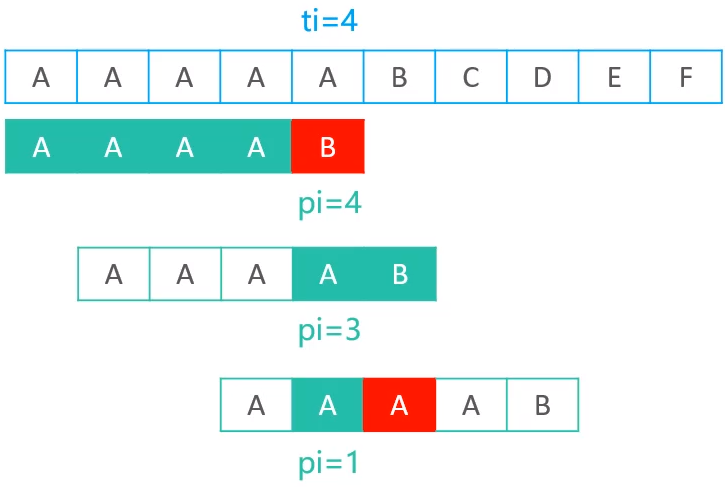 ti=4
A A A A A B C D E F
A A A A B
pi=4
A A A A B
pi=3
A A A A B
pi=1